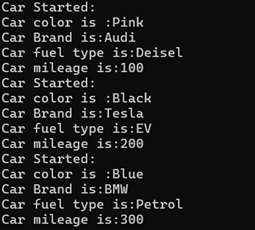 Car Started:
Car color is :Pink
Car Brand is:Audi
Car fuel type is:Deisel
Car mileage is:100
Car Started:
Car color is :Black
Car Brand is:Tesla
Car fuel type is:EV
Car mileage is:200
Car Started:
Car color is :Blue
Car Brand is:BMW
Car fuel type is:Petrol
Car mileage is:300